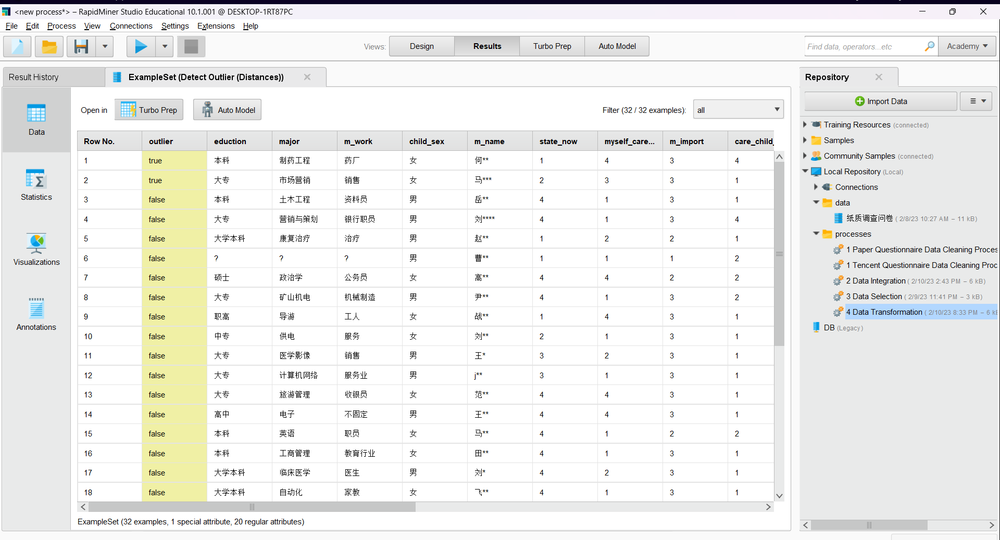 <new process*> – RapidMiner Studio Educational 10.1.001 @ DESKTOP-1RT87PC
File Edit Process View Connections Settings Extensions Help
Views: Design Results Turbo Prep Auto Model
Find data, operators...etc
Academy
Result History
ExampleSet (Detect Outlier (Distances))
Data
Statistics
Visualizations
Annotations
Open in Turbo Prep Auto Model
Filter (32 / 32 examples): all
Row No. outlier eduction major m_work child_sex m_name state_now myself_care... m_import care_child_
1 true 本科 制药工程 药厂 女 何** 1 4 3 4
2 true 大专 市场营销 销售 女 马*** 2 3 3 1
3 false 本科 土木工程 资料员 男 岳** 4 1 3 1
4 false 大专 营销与策划 银行职员 男 刘**** 4 1 3 4
5 false 大学本科 康复治疗 治疗 男 赵** 1 2 2 1
6 false ? ? ? 男 曹** 1 1 1 2
7 false 硕士 政治学 公务员 女 高** 4 4 2 2
8 false 大专 矿山机电 机械制造 男 尹** 4 1 3 2
9 false 职高 导游 工人 女 战** 1 4 3 1
10 false 中专 供电 服务 女 刘** 2 1 3 1
11 false 大专 医学影像 销售 男 王* 3 2 3 1
12 false 大专 计算机网络 服务业 男 j** 3 1 3 1
13 false 大专 旅游管理 收银员 女 范** 4 4 3 1
14 false 高中 电子 不固定 男 王** 4 4 3 1
15 false 本科 英语 职员 女 马** 4 1 2 2
16 false 本科 工商管理 教育行业 女 田** 4 1 3 1
17 false 大学本科 临床医学 医生 男 刘* 4 2 3 1
18 false 大学本科 自动化 家教 女 飞** 4 1 3 1
ExampleSet (32 examples, 1 special attribute, 20 regular attributes)
Repository
Import Data
Training Resources (connected)
Samples
Community Samples (connected)
Local Repository (Local)
Connections
data
纸质调查问卷 ( 2/8/23 10:27 AM – 11 kB)
processes
1 Paper Questionnaire Data Cleaning Proces
1 Tencent Questionnaire Data Cleaning Proc
2 Data Integration ( 2/10/23 2:43 PM – 6 kB)
3 Data Selection ( 2/9/23 11:41 PM – 3 kB)
4 Data Transformation ( 2/10/23 8:33 PM – 6 kB
DB (Legacy)